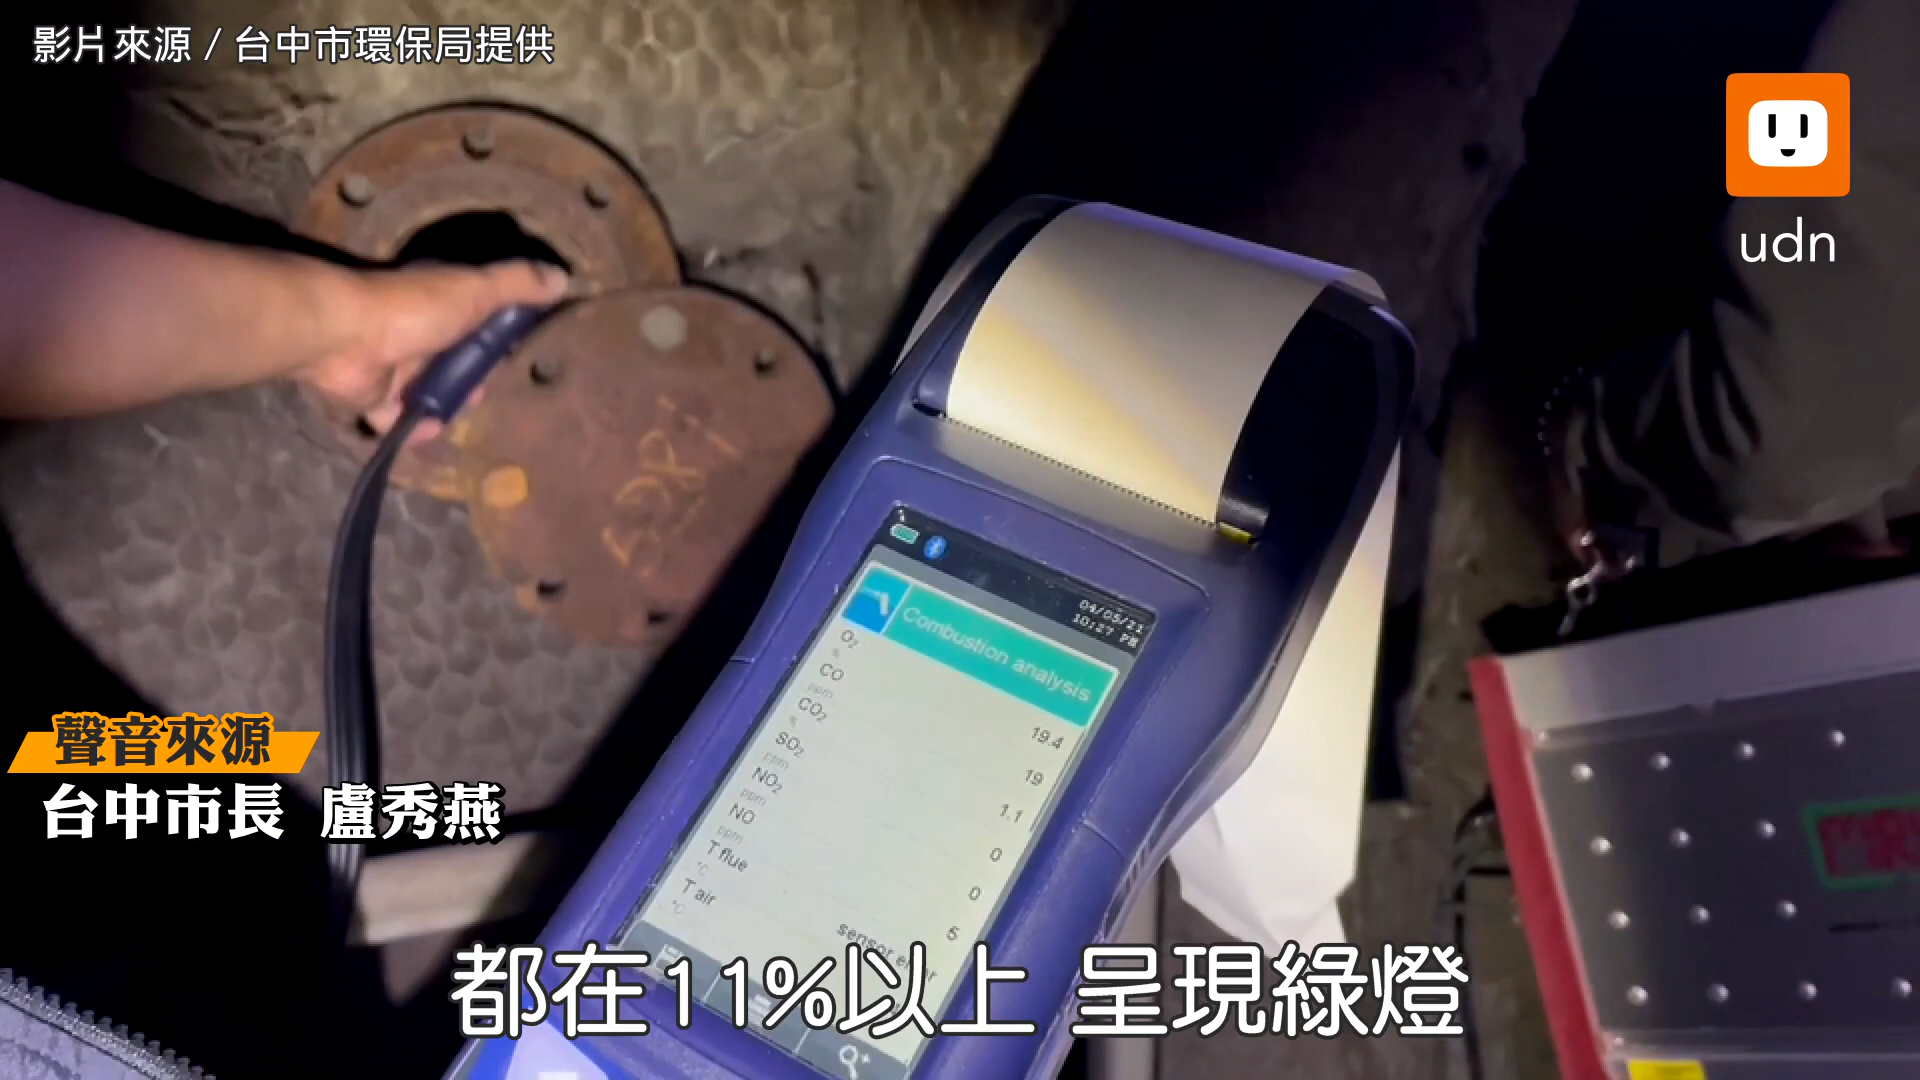 影片來源 / 台中市環保局提供
udn
04/05/21
10:27 PM
Combustion analysis
O2
%
19.4
CO
ppm
19
CO2
%
1.1
SO2
ppm
0
NO2
ppm
0
NO
ppm
5
T flue
°C
T air
°C
聲音來源
台中市長 盧秀燕
都在11%以上 呈現綠燈